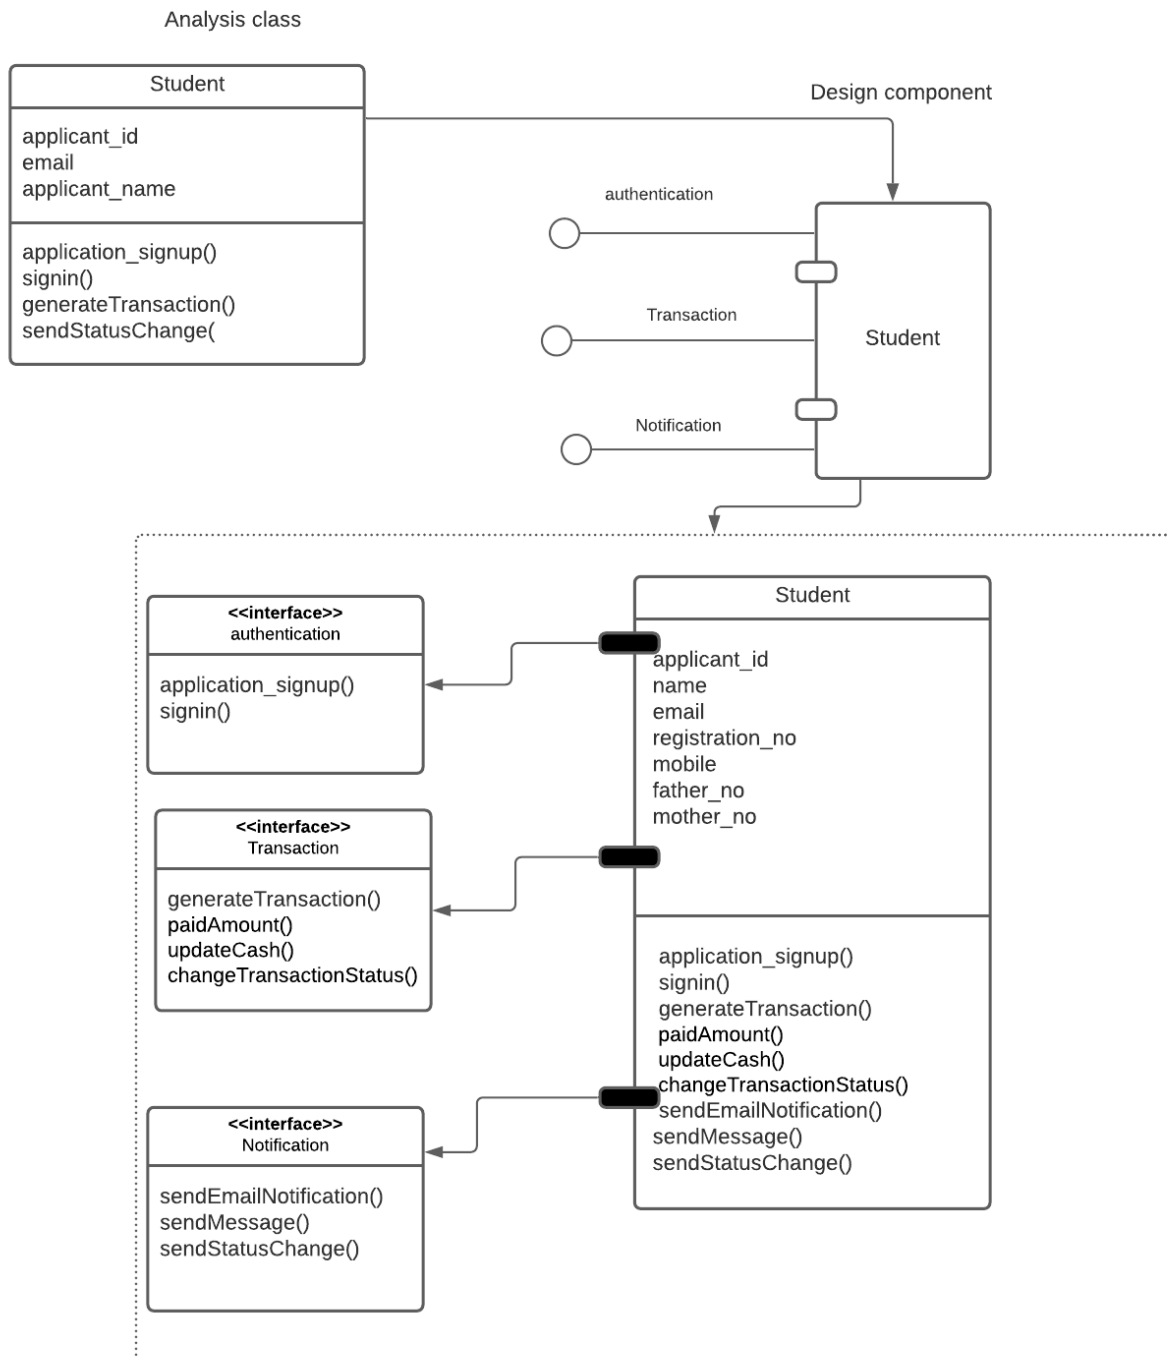 Analysis class
Student
applicant_id
email
applicant_name
application_signup()
signin()
generateTransaction()
sendStatusChange(
Design component
authentication
Transaction
Student
Notification
<<interface>>
authentication
application_signup()
signin()
<<interface>>
Transaction
generateTransaction()
paidAmount()
updateCash()
changeTransactionStatus()
<<interface>>
Notification
sendEmailNotification()
sendMessage()
sendStatusChange()
Student
applicant_id
name
email
registration_no
mobile
father_no
mother_no
application_signup()
signin()
generateTransaction()
paidAmount()
updateCash()
changeTransactionStatus()
sendEmailNotification()
sendMessage()
sendStatusChange()